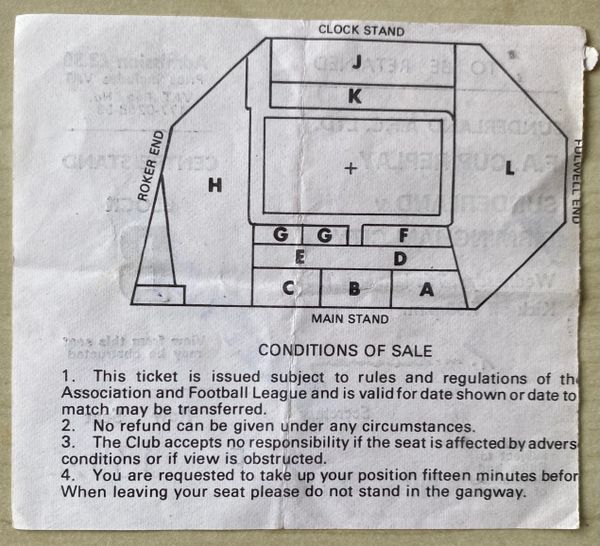 CLOCK STAND
J
K
ROKER END
H
L
FULWELL END
G G F
E D
C B A
MAIN STAND
CONDITIONS OF SALE
1. This ticket is issued subject to rules and regulations of the
Association and Football League and is valid for date shown or date to
match may be transferred.
2. No refund can be given under any circumstances.
3. The Club accepts no responsibility if the seat is affected by advers
conditions or if view is obstructed.
4. You are requested to take up your position fifteen minutes befor
When leaving your seat please do not stand in the gangway.